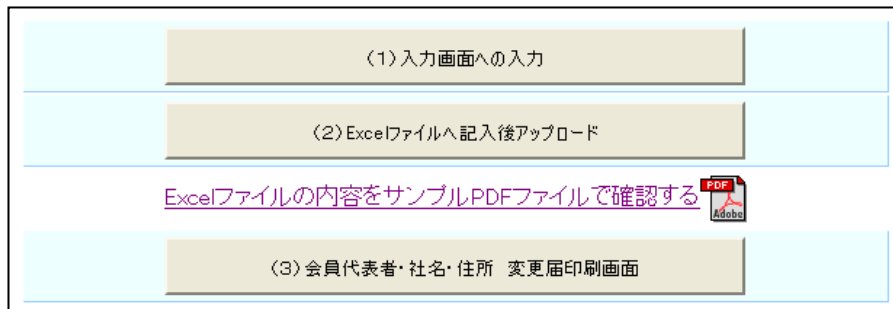 (1)入力画面への入力
(2)Excelファイルへ記入後アップロード
Excelファイルの内容をサンプルPDFファイルで確認する
PDF
Adobe
(3)会員代表者・社名・住所　変更届印刷画面